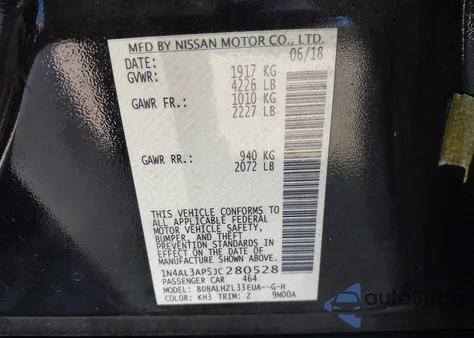 MFD BY NISSAN MOTOR CO., LTD.
DATE: 06/18
GVWR: 1917 KG
4226 LB
GAWR FR.: 1010 KG
2227 LB
GAWR RR.: 940 KG
2072 LB
THIS VEHICLE CONFORMS
TO ALL APPLICABLE FEDERAL
MOTOR VEHICLE SAFETY,
BUMPER, AND THEFT
PREVENTION STANDARDS
IN EFFECT ON THE DATE OF
MANUFACTURE SHOWN ABOVE.
1N4AL3AP5JC280528
PASSENGER CAR 464
MODEL: BDBALHZL33EUA--G-H
COLOR: KH3 TRIM: Z 9N00A